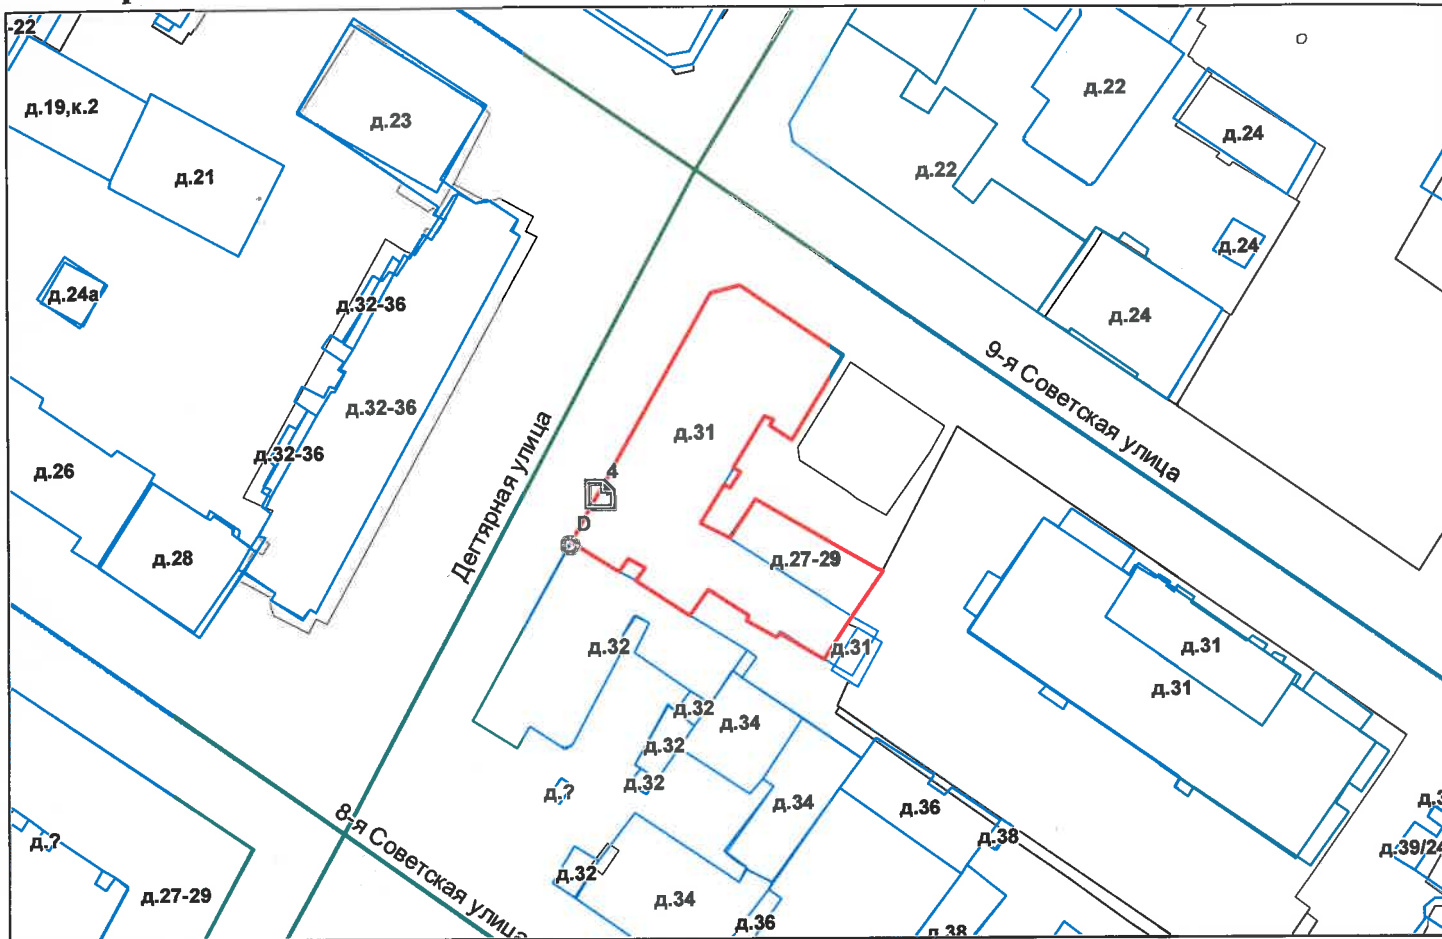 -22
д.19,к.2
д.23
д.21
д.22
д.24
д.22
д.24
д.24а
д.32-36
д.24
9-я Советская улица
д.32-36
д.31
д.32-36
д.26
4
D
Дегтярная улица
д.28
д.27-29
д.32
д.31
д.31
д.31
д.32
д.34
д.32
д.32
д.?
д.34
д.36
д.38
8-я Советская улица
д.?
д.39/24
д.32
д.27-29
д.34
д.36
д.38